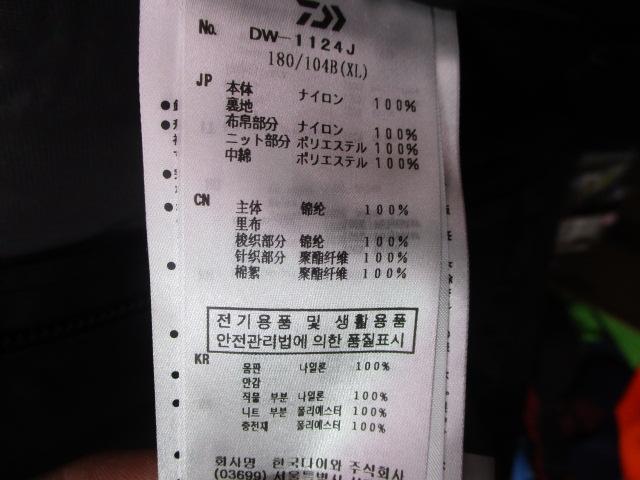 No. DW-1124J
180/104B(XL)
JP 本体 ナイロン 100%
裏地
布帛部分 ナイロン 100%
ニット部分 ポリエステル 100%
中綿 ポリエステル 100%
CN 主体 锦纶 100%
里布
梭织部分 锦纶 100%
针织部分 聚酯纤维 100%
棉絮 聚酯纤维 100%
전기용품 및 생활용품
안전관리법에 의한 품질표시
KR 몸판 나일론 100%
안감
직물 부분 나일론 100%
니트 부분 폴리에스터 100%
충전재 폴리에스터 100%
회사명 한국다이와 주식회사
(03699) 서울특별시